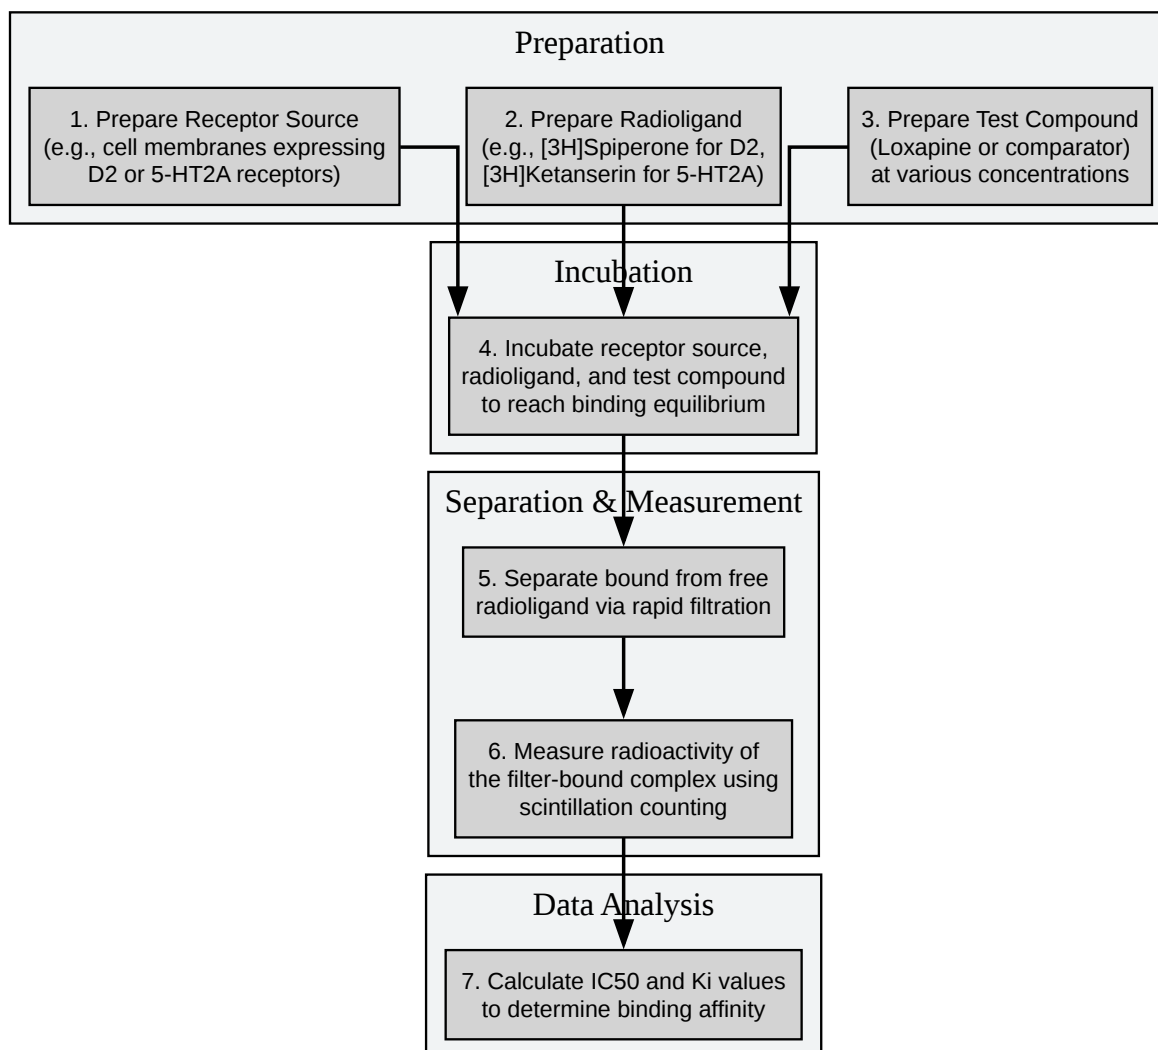 Preparation
1. Prepare Receptor Source
(e.g., cell membranes expressing
D2 or 5-HT2A receptors)
2. Prepare Radioligand
(e.g., [3H]Spiperone for D2,
[3H]Ketanserin for 5-HT2A)
3. Prepare Test Compound
(Loxapine or comparator)
at various concentrations
Incubation
4. Incubate receptor source,
radioligand, and test compound
to reach binding equilibrium
Separation & Measurement
5. Separate bound from free
radioligand via rapid filtration
6. Measure radioactivity of
the filter-bound complex using
scintillation counting
Data Analysis
7. Calculate IC50 and Ki values
to determine binding affinity